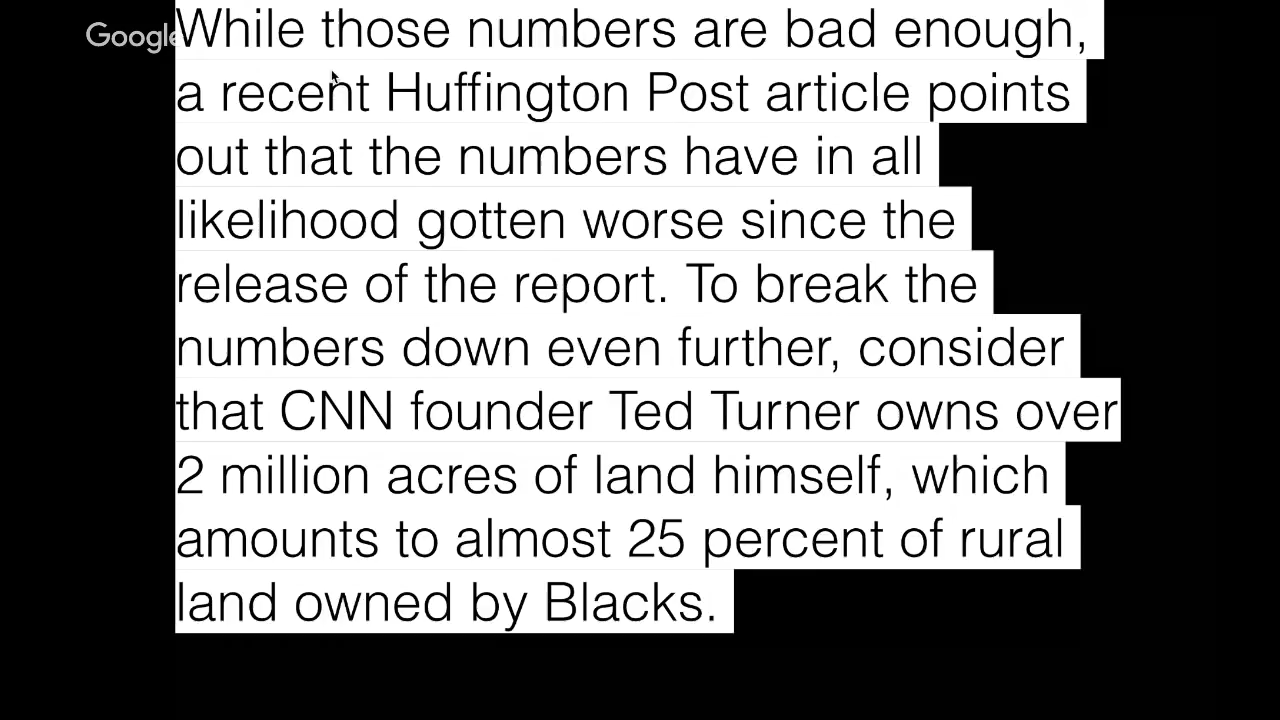 Google
While those numbers are bad enough,
a recent Huffington Post article points
out that the numbers have in all
likelihood gotten worse since the
release of the report. To break the
numbers down even further, consider
that CNN founder Ted Turner owns over
2 million acres of land himself, which
amounts to almost 25 percent of rural
land owned by Blacks.